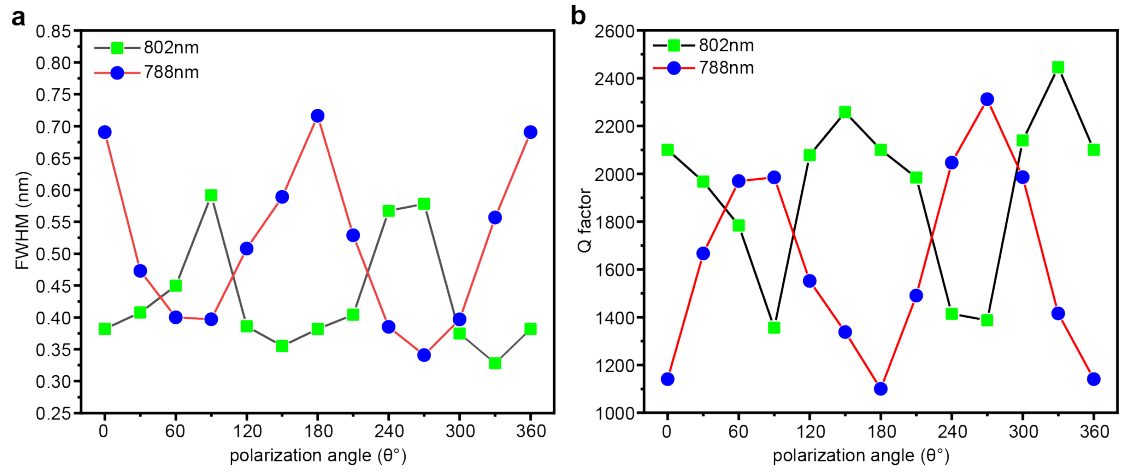 a
FWHM (nm)
0.85
0.80
0.75
0.70
0.65
0.60
0.55
0.50
0.45
0.40
0.35
0.30
0.25
802nm
788nm
0 60 120 180 240 300 360
polarization angle (θ°)
b
Q factor
2600
2400
2200
2000
1800
1600
1400
1200
1000
802nm
788nm
0 60 120 180 240 300 360
polarization angle (θ°)